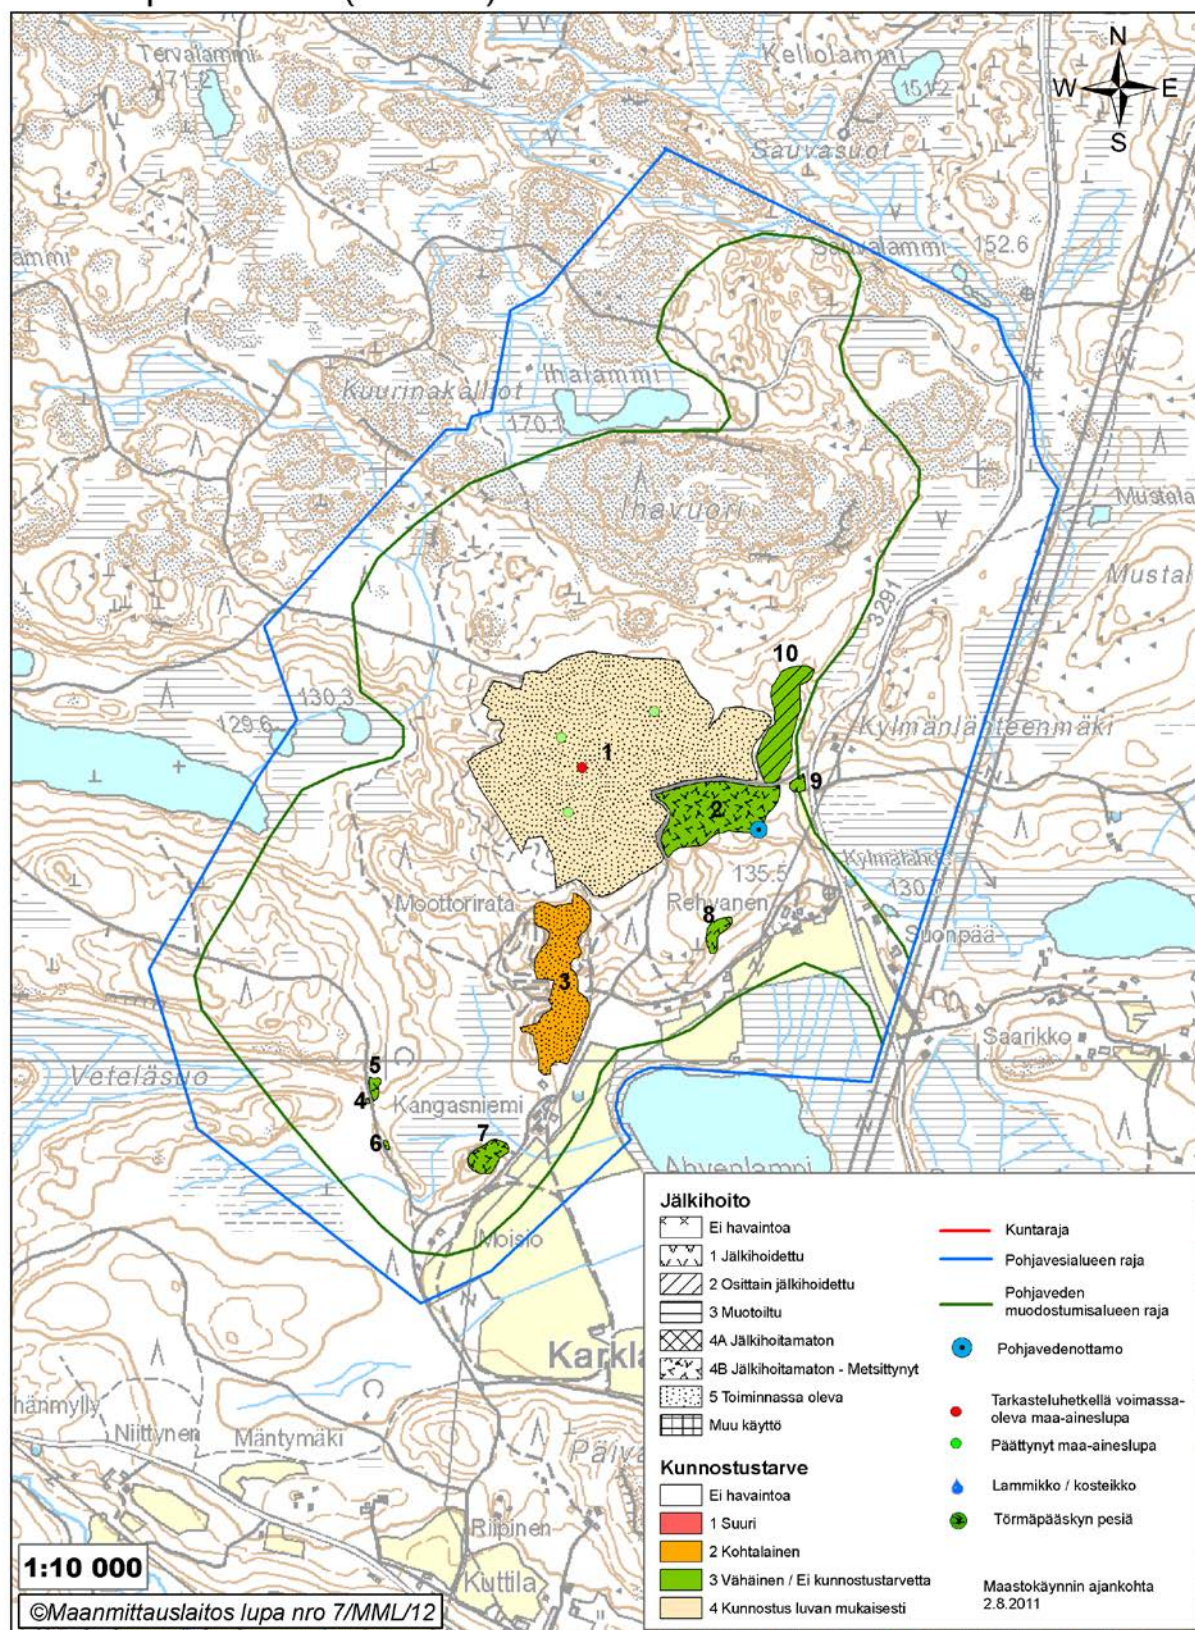 N
W
E
S
Tervalammi
171.2
Kellolammi
151.2
Sauvasuot
Sauvalammi
152.6
ammi
Kuurinakalliot
Ihalammi
170.1
Ihavuori
Mustala
Mustal
3291
10
130.3
129.6
Kylmänlähteenmäki
1
9
2
Kylmälähde
135.5
130
Moottorirata
Rehvanen
8
Suonpää
3
Saarikko
5
Veteläsuo
4
Kangasniemi
6
7
Ahvenlampi
Moisio
Karkla
hänmylly
Niittynen
Mäntymäki
Päivä
Riipinen
Kuttila
Jälkihoito
Ei havaintoa
1 Jälkihoidettu
2 Osittain jälkihoidettu
3 Muotoiltu
4A Jälkihoitamaton
4B Jälkihoitamaton - Metsittynyt
5 Toiminnassa oleva
Muu käyttö
Kunnostustarve
Ei havaintoa
1 Suuri
2 Kohtalainen
3 Vähäinen / Ei kunnostustarvetta
4 Kunnostus luvan mukaisesti
Kuntaraja
Pohjavesialueen raja
Pohjaveden
muodostumisalueen raja
Pohjavedenottamo
Tarkasteluhetkellä voimassa-
oleva maa-aineslupa
Päättynyt maa-aineslupa
Lammikko / kosteikko
Törmäpääskyn pesiä
Maastokäynnin ajankohta
2.8.2011
1:10 000
©Maanmittauslaitos lupa nro 7/MML/12